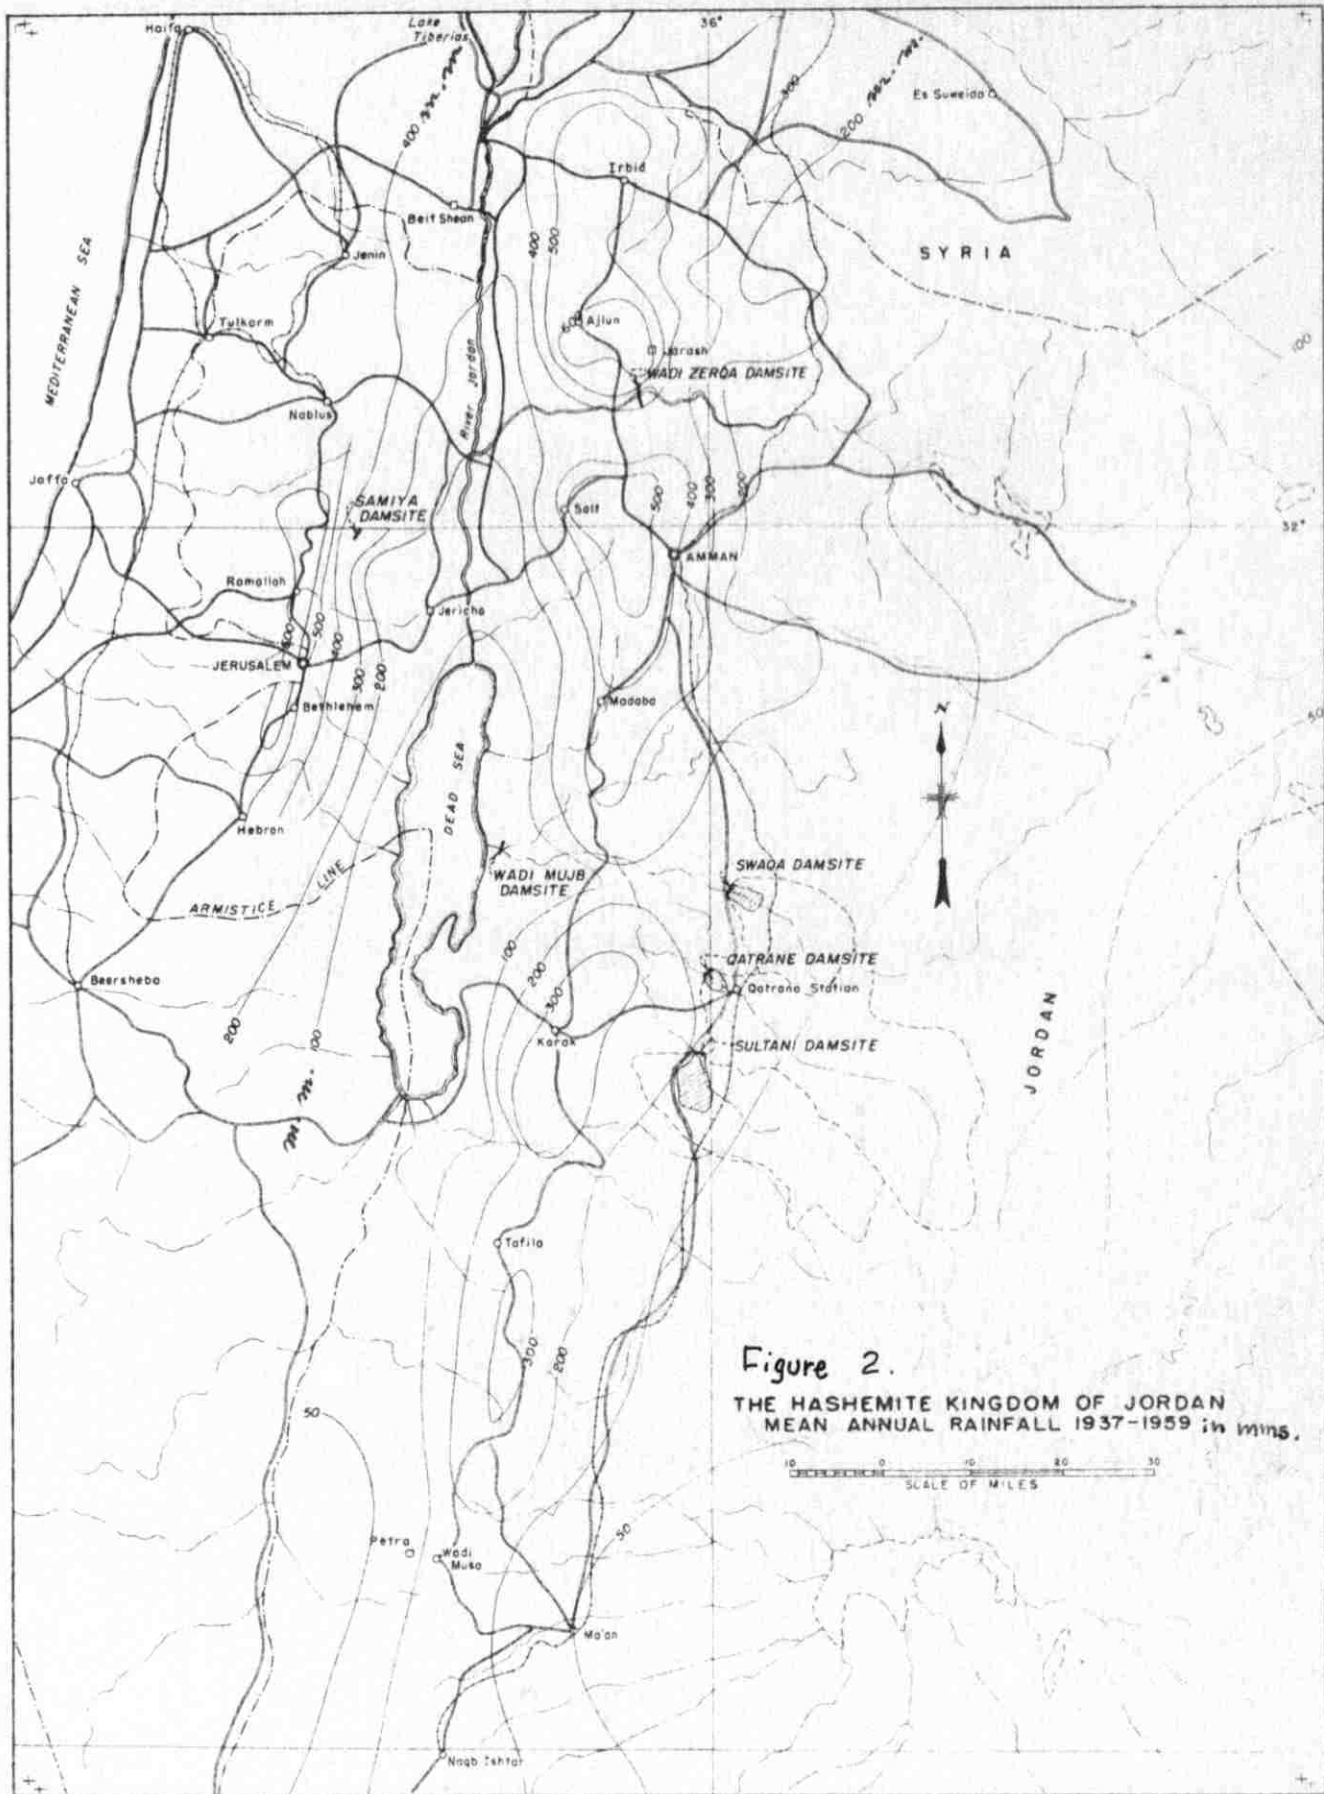 36°
Haifa
Lake
Tiberias
400 m.m.
300
200 m.m.
Es Suweida
Irbid
Beit Shean
Jenin
400
500
SYRIA
MEDITERRANEAN SEA
Tulkarm
Ajlun
100
Jarash
WADI ZERQA DAMSITE
River Jordan
Nablus
Jaffa
SAMIYA
DAMSITE
Salt
500
400
300
200
32°
AMMAN
Ramallah
Jericho
600
500
400
300
200
JERUSALEM
Bethlehem
Madaba
N
50
DEAD SEA
Hebron
WADI MUJB
DAMSITE
SWAQA DAMSITE
ARMISTICE LINE
100
200
300
QATRANE DAMSITE
Qatrana Station
Beersheba
200
100 m.m.
Karak
SULTANI DAMSITE
JORDAN
Tafila
300
200
50
Figure 2.
THE HASHEMITE KINGDOM OF JORDAN
MEAN ANNUAL RAINFALL 1937-1959 in mms.
10 0 10 20 30
SCALE OF MILES
50
Petra
Wadi
Musa
Ma'an
Naqb Ishtar